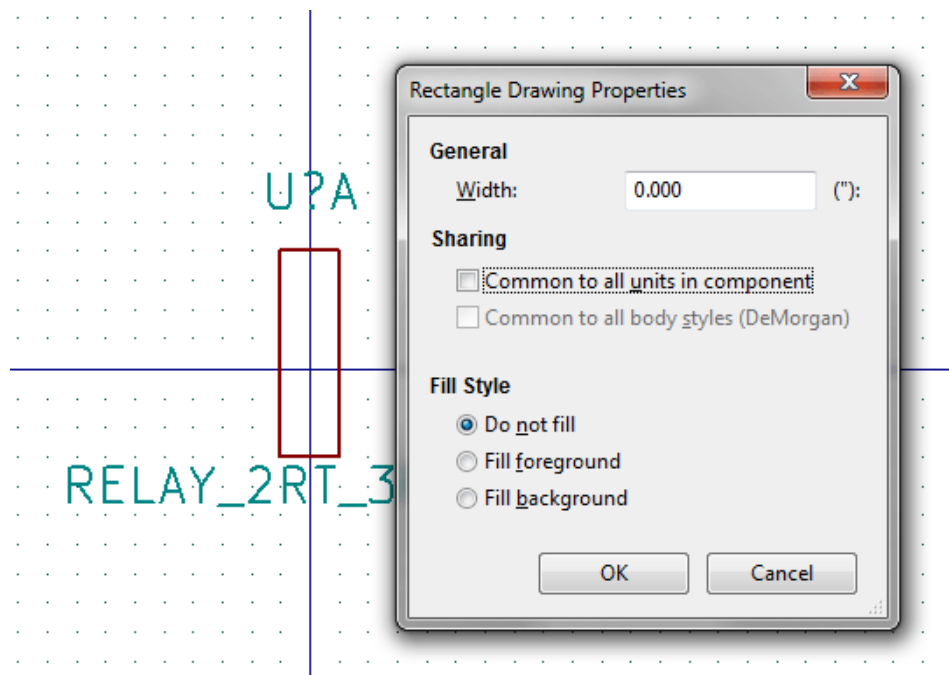 U?A
RELAY_2RT_3
Rectangle Drawing Properties
General
Width: 0.000 ("):
Sharing
Common to all units in component
Common to all body styles (DeMorgan)
Fill Style
Do not fill
Fill foreground
Fill background
OK Cancel